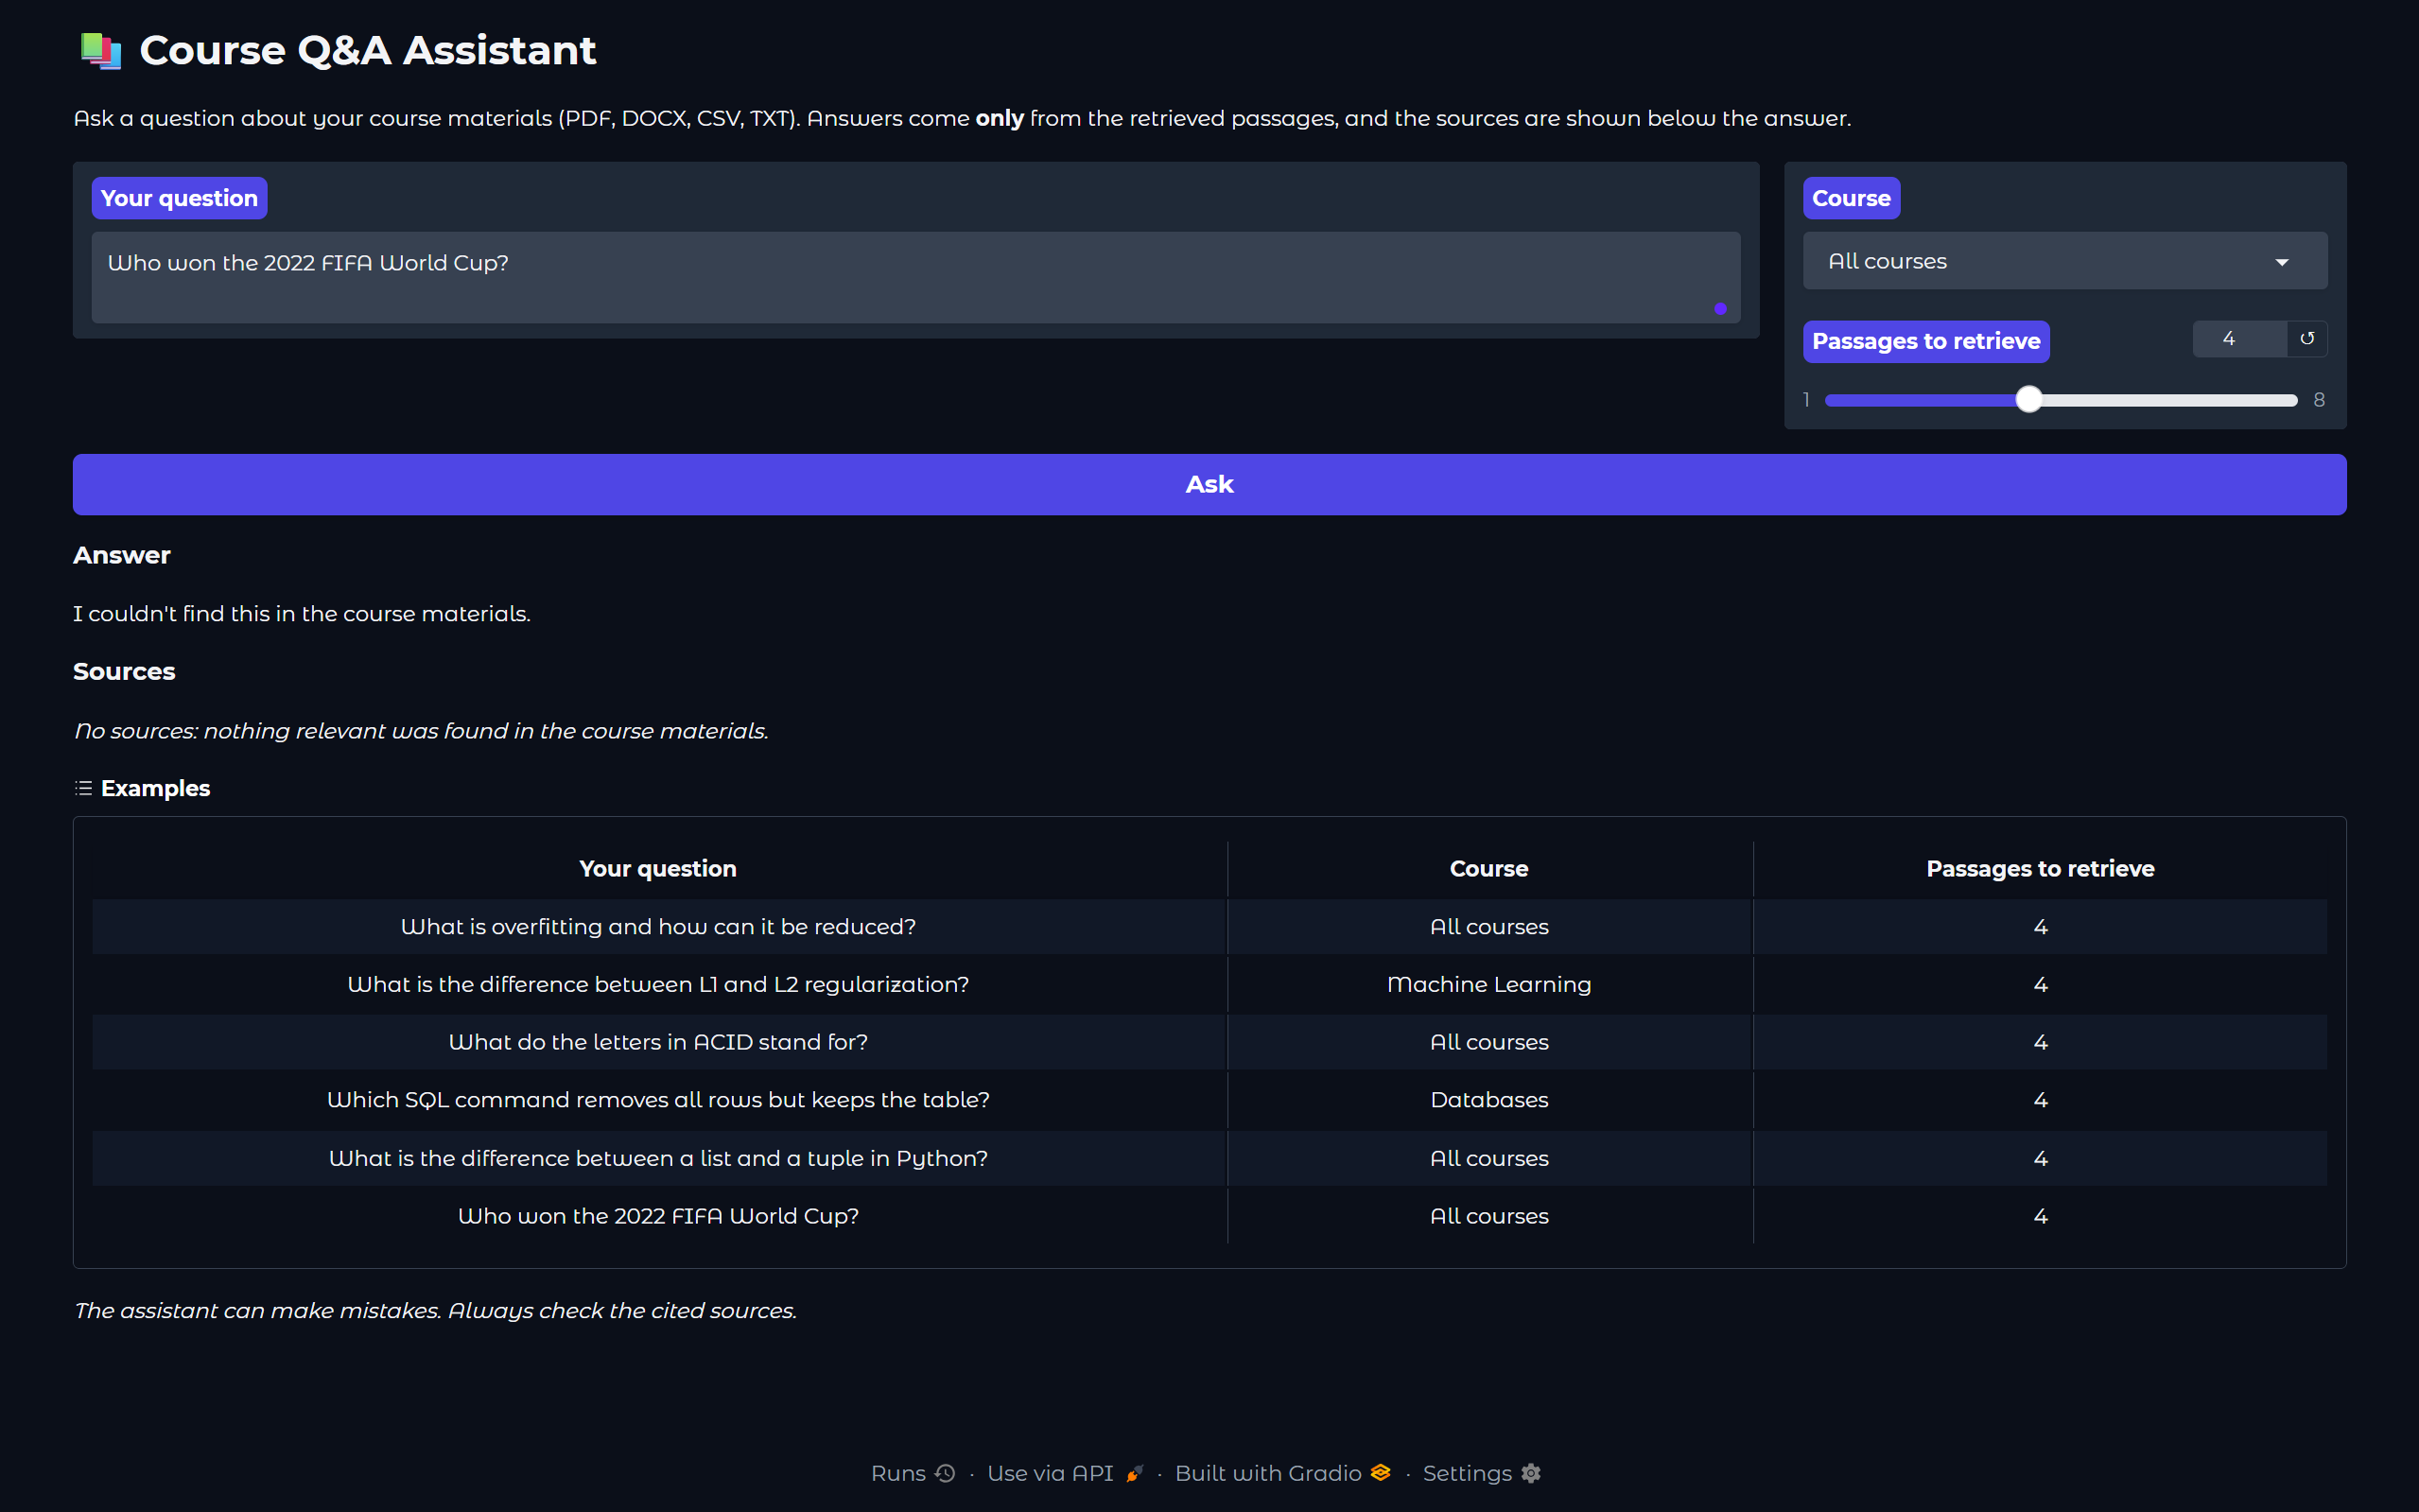 Course Q&A Assistant
Ask a question about your course materials (PDF, DOCX, CSV, TXT). Answers come only from the retrieved passages, and the sources are shown below the answer.
Your question
Who won the 2022 FIFA World Cup?
Course
All courses
Passages to retrieve
4
1
8
Ask
Answer
I couldn't find this in the course materials.
Sources
No sources: nothing relevant was found in the course materials.
Examples
Your question Course Passages to retrieve
What is overfitting and how can it be reduced? All courses 4
What is the difference between L1 and L2 regularization? Machine Learning 4
What do the letters in ACID stand for? All courses 4
Which SQL command removes all rows but keeps the table? Databases 4
What is the difference between a list and a tuple in Python? All courses 4
Who won the 2022 FIFA World Cup? All courses 4
The assistant can make mistakes. Always check the cited sources.
Runs · Use via API · Built with Gradio · Settings